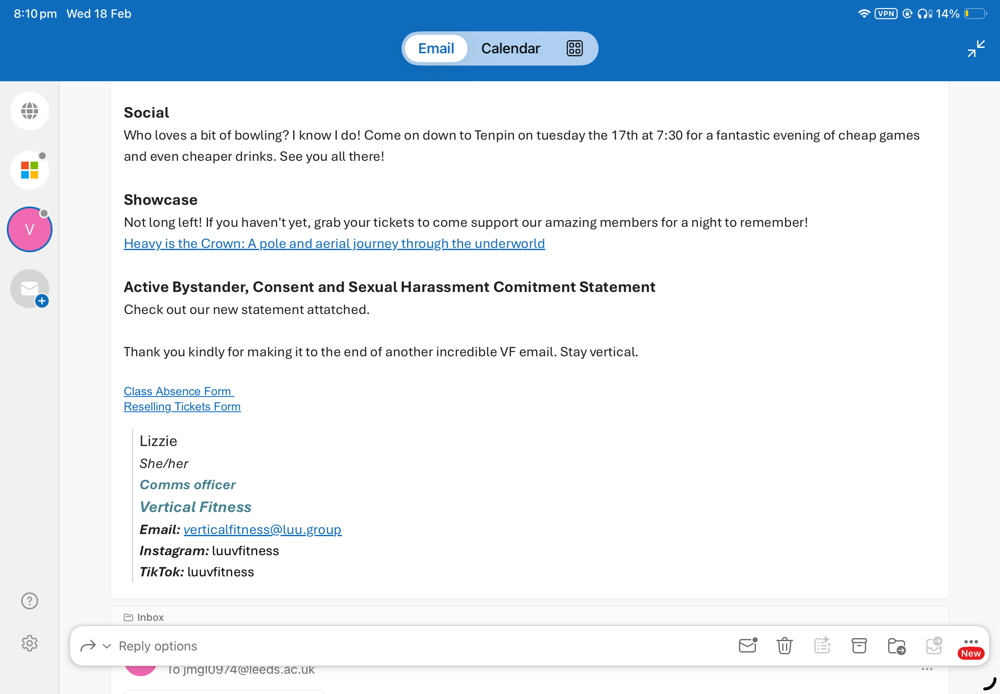 8:10 pm Wed 18 Feb
VPN 14%
Email Calendar
Social
Who loves a bit of bowling? I know I do! Come on down to Tenpin on tuesday the 17th at 7:30 for a fantastic evening of cheap games
and even cheaper drinks. See you all there!
Showcase
Not long left! If you haven't yet, grab your tickets to come support our amazing members for a night to remember!
V
Heavy is the Crown: A pole and aerial journey through the underworld
Active Bystander, Consent and Sexual Harassment Comitment Statement
Check out our new statement attatched.
Thank you kindly for making it to the end of another incredible VF email. Stay vertical.
Class Absence Form
Reselling Tickets Form
Lizzie
She/her
Comms officer
Vertical Fitness
Email: verticalfitness@luu.group
Instagram: luuvfitness
TikTok: luuvfitness
Inbox
Reply options
New
To jmgl0974@leeds.ac.uk